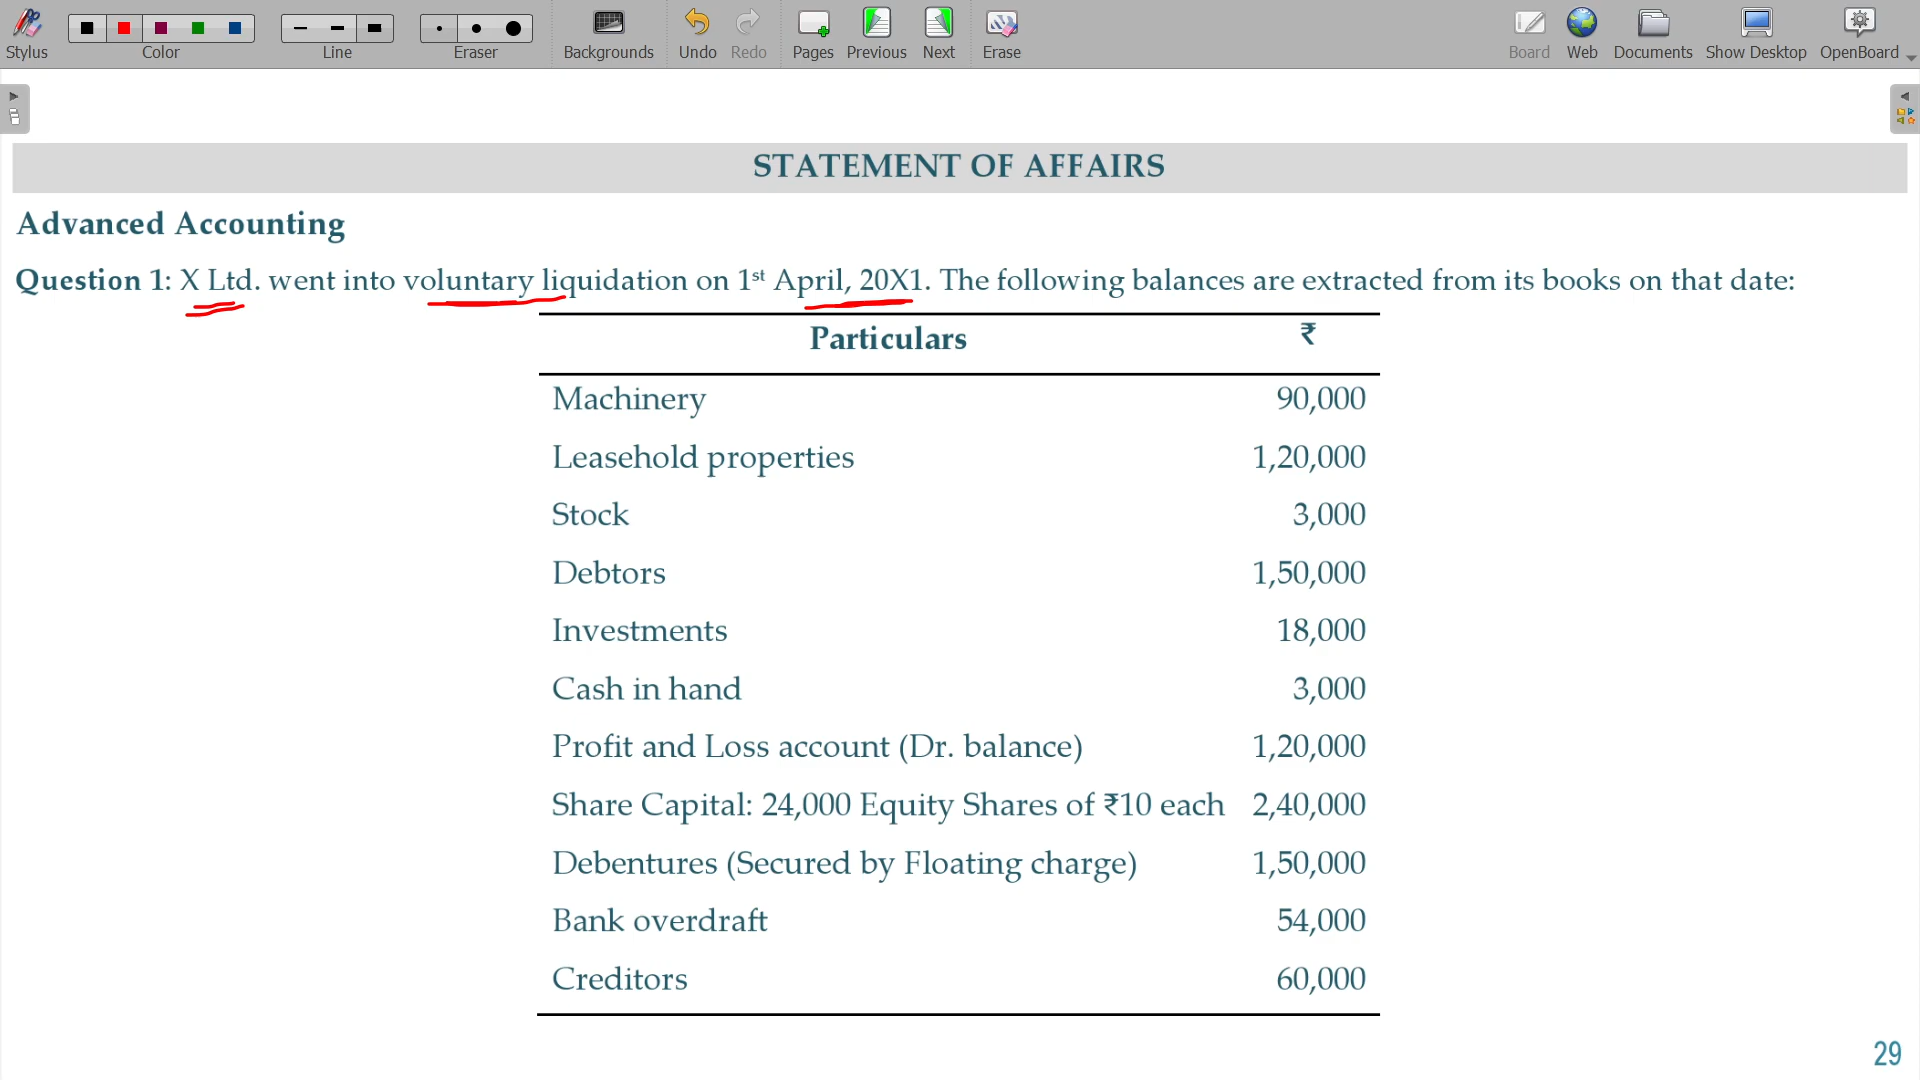 Stylus Color Line Eraser Backgrounds Undo Redo Pages Previous Next Erase Board Web Documents Show Desktop OpenBoard
STATEMENT OF AFFAIRS
Advanced Accounting
Question 1: X Ltd. went into voluntary liquidation on 1st April, 20X1. The following balances are extracted from its books on that date:
Particulars ₹
Machinery 90,000
Leasehold properties 1,20,000
Stock 3,000
Debtors 1,50,000
Investments 18,000
Cash in hand 3,000
Profit and Loss account (Dr. balance) 1,20,000
Share Capital: 24,000 Equity Shares of ₹10 each 2,40,000
Debentures (Secured by Floating charge) 1,50,000
Bank overdraft 54,000
Creditors 60,000
29